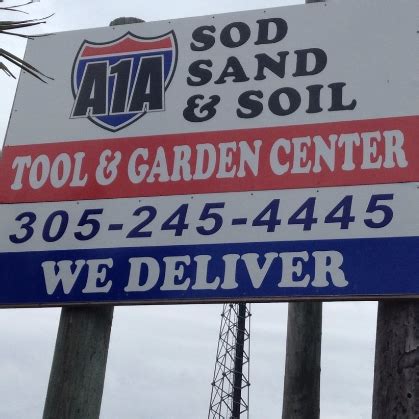 A1A
SOD
SAND
& SOIL
TOOL & GARDEN CENTER
305-245-4445
WE DELIVER